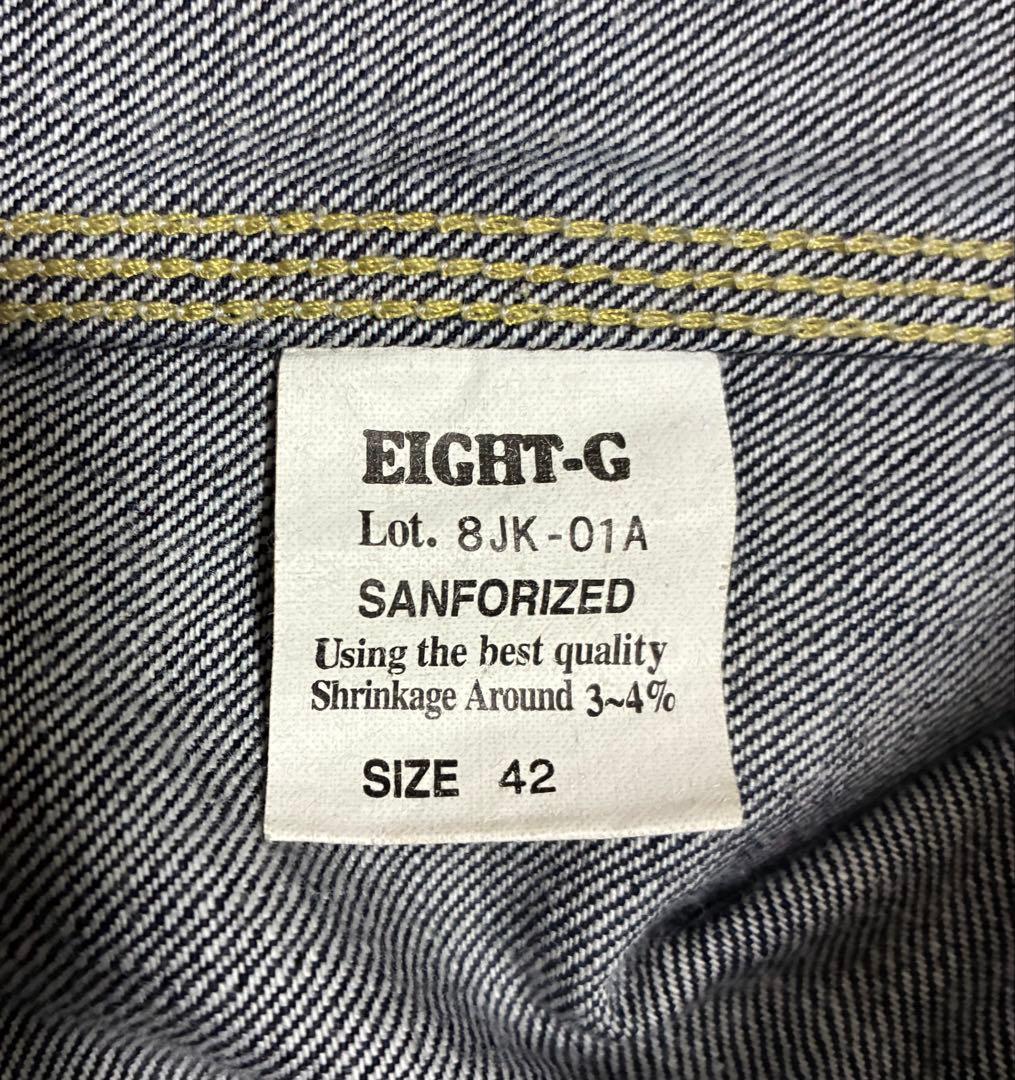 EIGHT-G
Lot. 8JK-01A
SANFORIZED
Using the best quality
Shrinkage Around 3~4%
SIZE 42